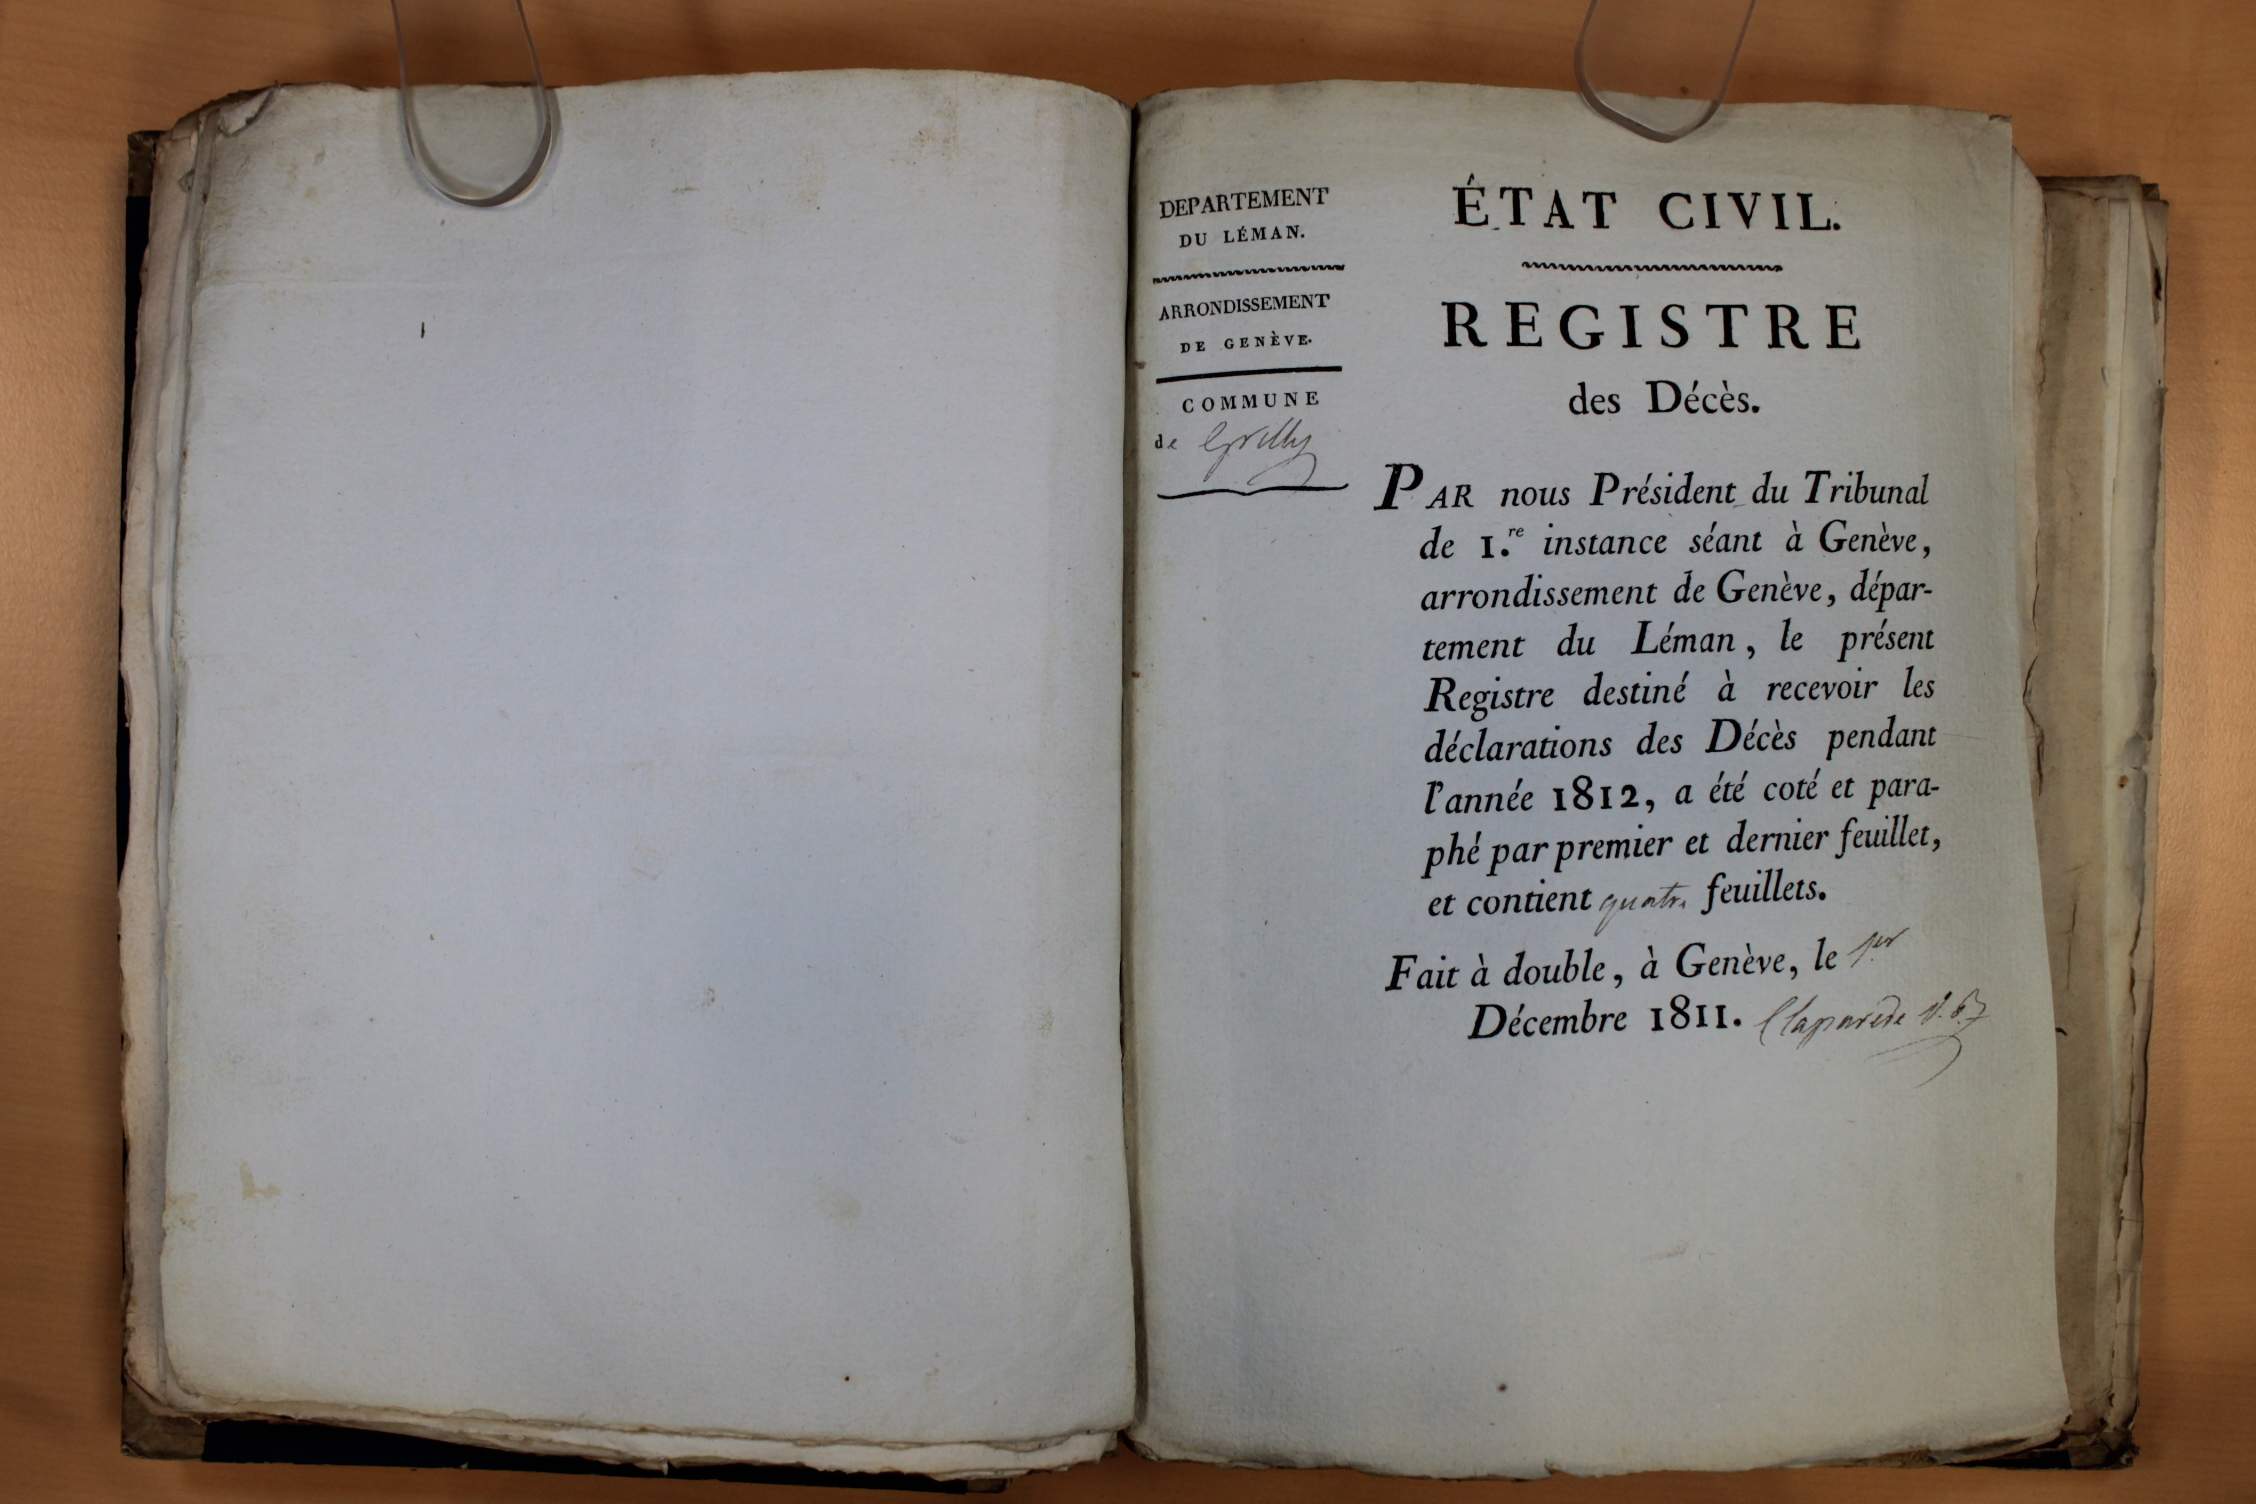 DEPARTEMENT
DU LÉMAN.
ARRONDISSEMENT
DE GENÈVE.
COMMUNE
de Grilly
ÉTAT CIVIL.
REGISTRE
des Décès.
PAR nous Président du Tribunal
de 1.re instance séant à Genève,
arrondissement de Genève, dépar-
tement du Léman, le présent
Registre destiné à recevoir les
déclarations des Décès pendant
l'année 1812, a été coté et para-
phé par premier et dernier feuillet,
et contient quatre feuillets.
Fait à double, à Genève, le 1.er
Décembre 1811. Claparède